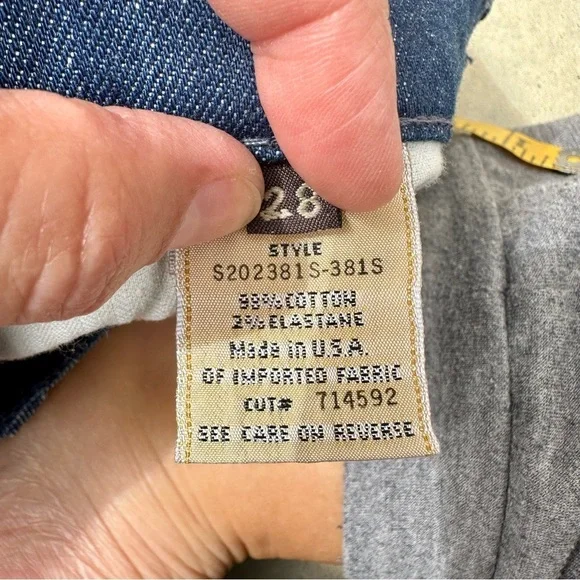 28
STYLE
S202381S-381S
98% COTTON
2% ELASTANE
Made in U.S.A.
OF IMPORTED FABRIC
CUT# 714592
SEE CARE ON REVERSE